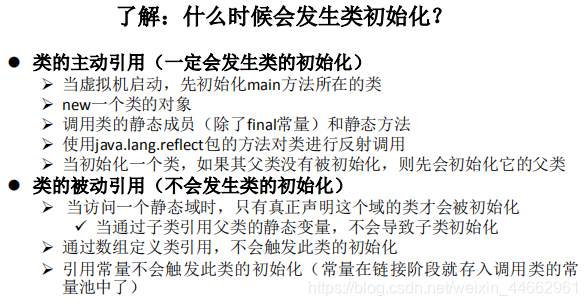 了解：什么时候会发生类初始化？
● 类的主动引用（一定会发生类的初始化）
➢ 当虚拟机启动，先初始化main方法所在的类
➢ new一个类的对象
➢ 调用类的静态成员（除了final常量）和静态方法
➢ 使用java.lang.reflect包的方法对类进行反射调用
➢ 当初始化一个类，如果其父类没有被初始化，则先会初始化它的父类
● 类的被动引用（不会发生类的初始化）
➢ 当访问一个静态域时，只有真正声明这个域的类才会被初始化
✓ 当通过子类引用父类的静态变量，不会导致子类初始化
➢ 通过数组定义类引用，不会触发此类的初始化
➢ 引用常量不会触发此类的初始化（常量在链接阶段就存入调用类的常
量池中了）
https://blog.csdn.net/weixin_44662961